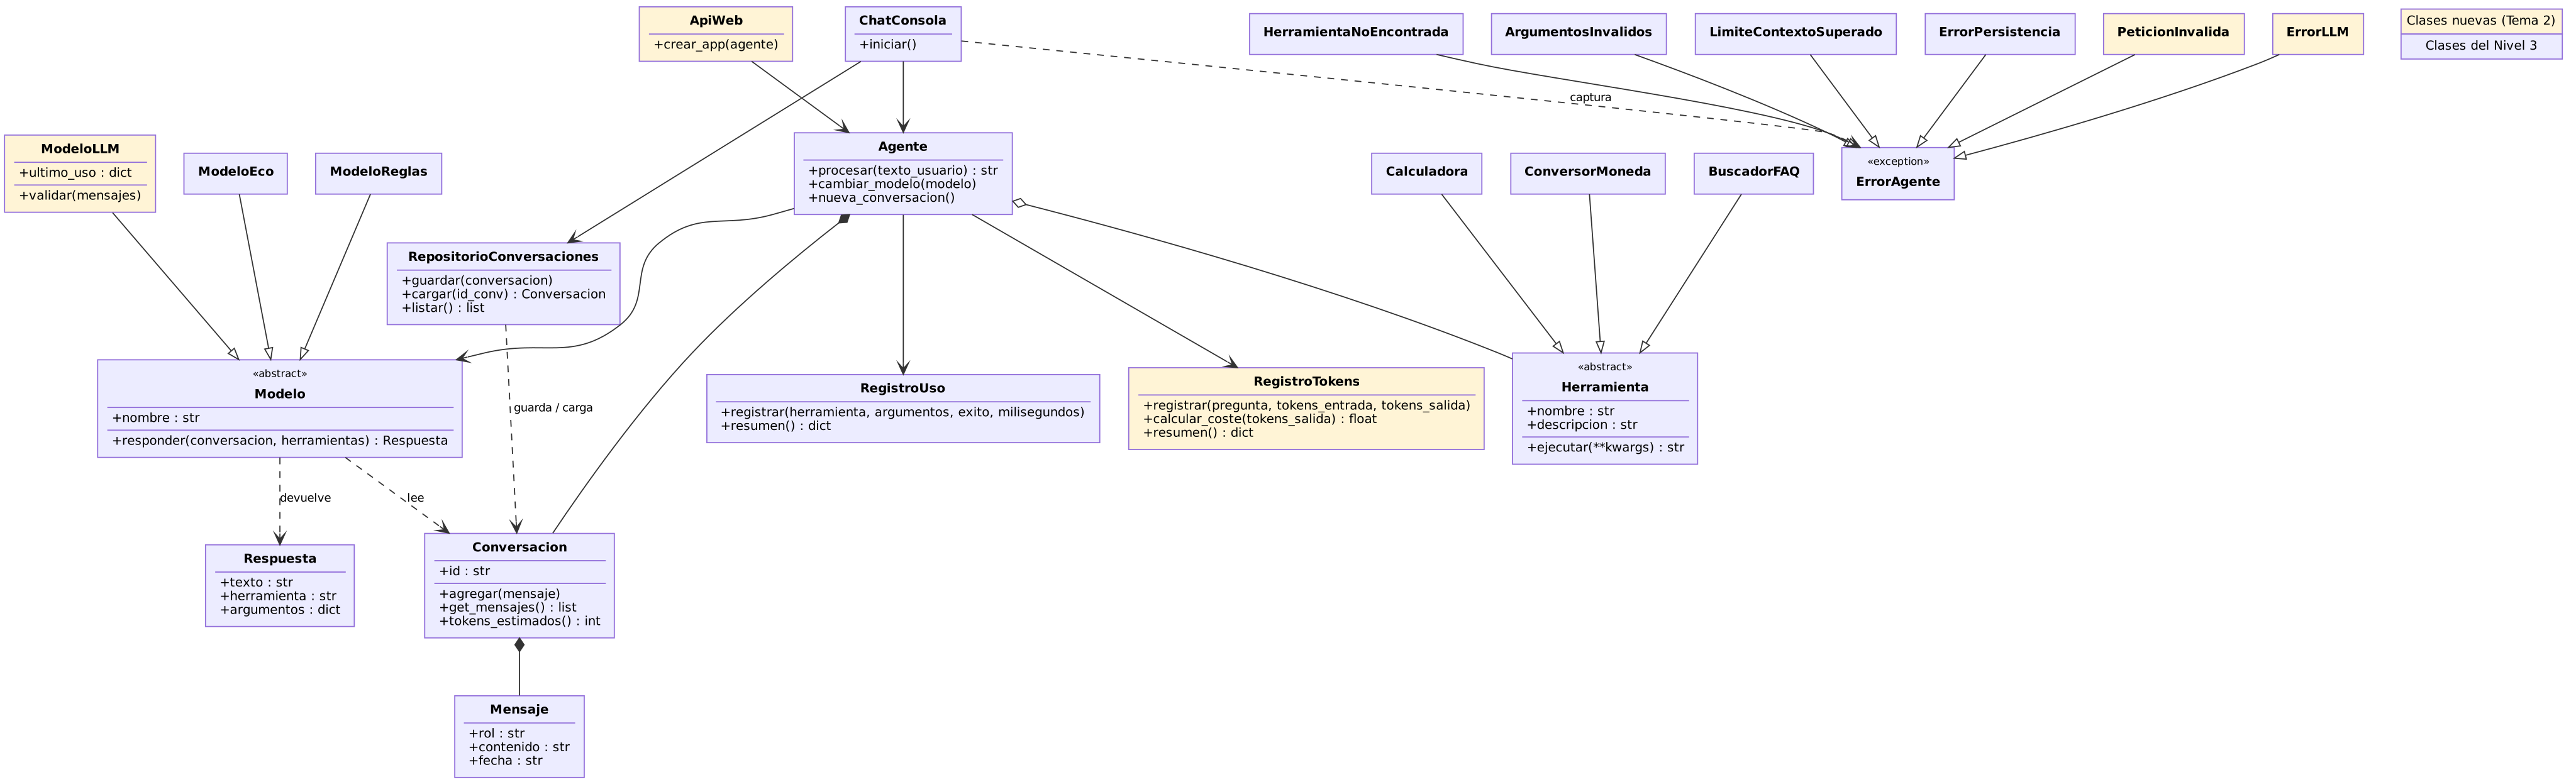 ApiWeb
+crear_app(agente)
ChatConsola
+iniciar()
HerramientaNoEncontrada
ArgumentosInvalidos
LimiteContextoSuperado
ErrorPersistencia
PeticionInvalida
ErrorLLM
Clases nuevas (Tema 2)
Clases del Nivel 3
captura
ModeloLLM
+ultimo_uso : dict
+validar(mensajes)
ModeloEco
ModeloReglas
Agente
+procesar(texto_usuario) : str
+cambiar_modelo(modelo)
+nueva_conversacion()
Calculadora
ConversorMoneda
BuscadorFAQ
«exception»
ErrorAgente
RepositorioConversaciones
+guardar(conversacion)
+cargar(id_conv) : Conversacion
+listar() : list
«abstract»
Modelo
+nombre : str
+responder(conversacion, herramientas) : Respuesta
guarda / carga
RegistroUso
+registrar(herramienta, argumentos, exito, milisegundos)
+resumen() : dict
RegistroTokens
+registrar(pregunta, tokens_entrada, tokens_salida)
+calcular_coste(tokens_salida) : float
+resumen() : dict
«abstract»
Herramienta
+nombre : str
+descripcion : str
+ejecutar(**kwargs) : str
devuelve
lee
Respuesta
+texto : str
+herramienta : str
+argumentos : dict
Conversacion
+id : str
+agregar(mensaje)
+get_mensajes() : list
+tokens_estimados() : int
Mensaje
+rol : str
+contenido : str
+fecha : str